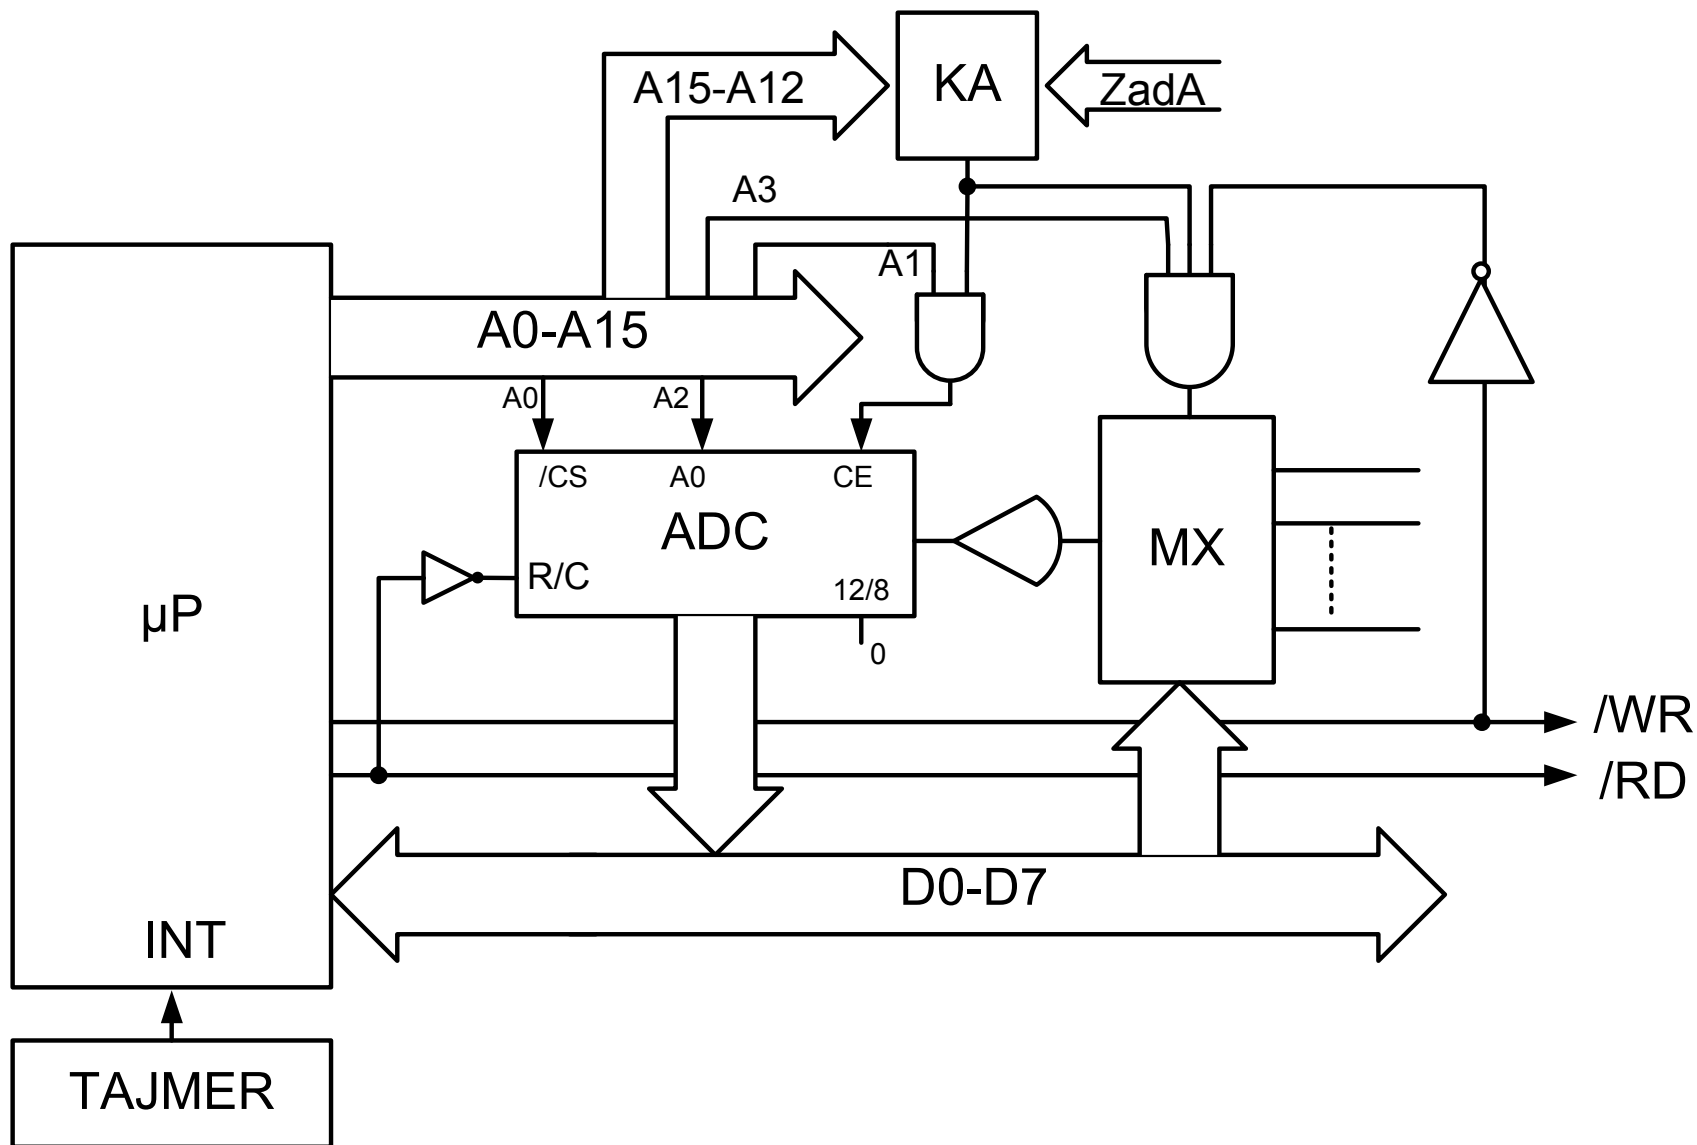 KA
A15-A12
ZadA
A3
A1
A0-A15
A0
A2
/CS
A0
CE
ADC
MX
R/C
12/8
µP
0
/WR
/RD
D0-D7
INT
TAJMER